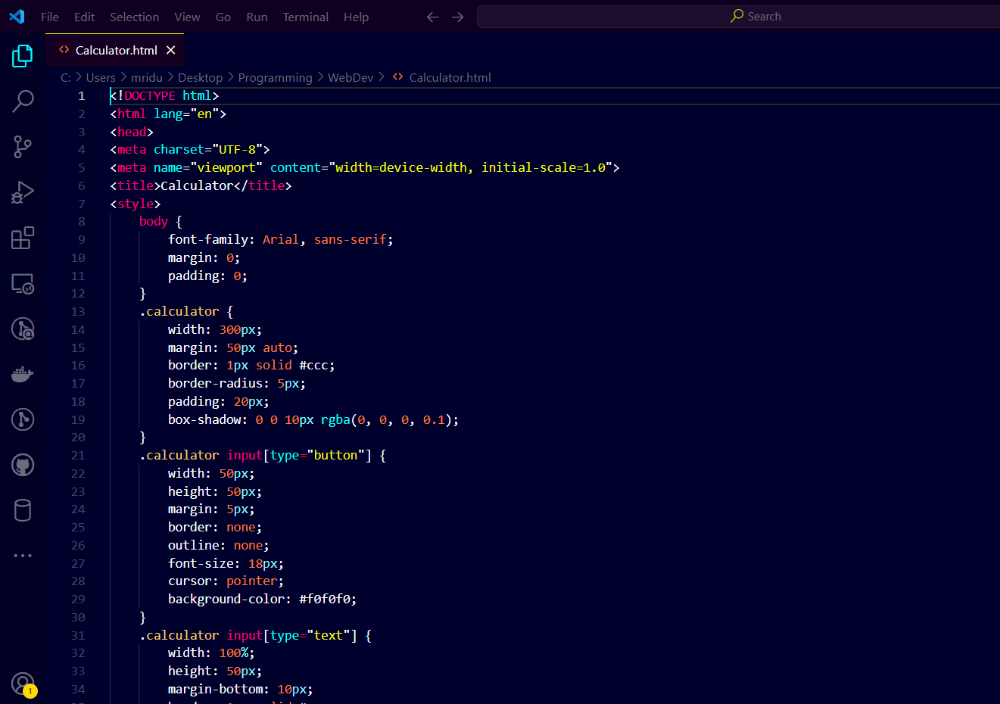 File Edit Selection View Go Run Terminal Help Search
Calculator.html
C: Users mridu Desktop Programming WebDev Calculator.html
1 <!DOCTYPE html>
2 <html lang="en">
3 <head>
4 <meta charset="UTF-8">
5 <meta name="viewport" content="width=device-width, initial-scale=1.0">
6 <title>Calculator</title>
7 <style>
8 body {
9 font-family: Arial, sans-serif;
10 margin: 0;
11 padding: 0;
12 }
13 .calculator {
14 width: 300px;
15 margin: 50px auto;
16 border: 1px solid #ccc;
17 border-radius: 5px;
18 padding: 20px;
19 box-shadow: 0 0 10px rgba(0, 0, 0, 0.1);
20 }
21 .calculator input[type="button"] {
22 width: 50px;
23 height: 50px;
24 margin: 5px;
25 border: none;
26 outline: none;
27 font-size: 18px;
28 cursor: pointer;
29 background-color: #f0f0f0;
30 }
31 .calculator input[type="text"] {
32 width: 100%;
33 height: 50px;
34 margin-bottom: 10px;
1